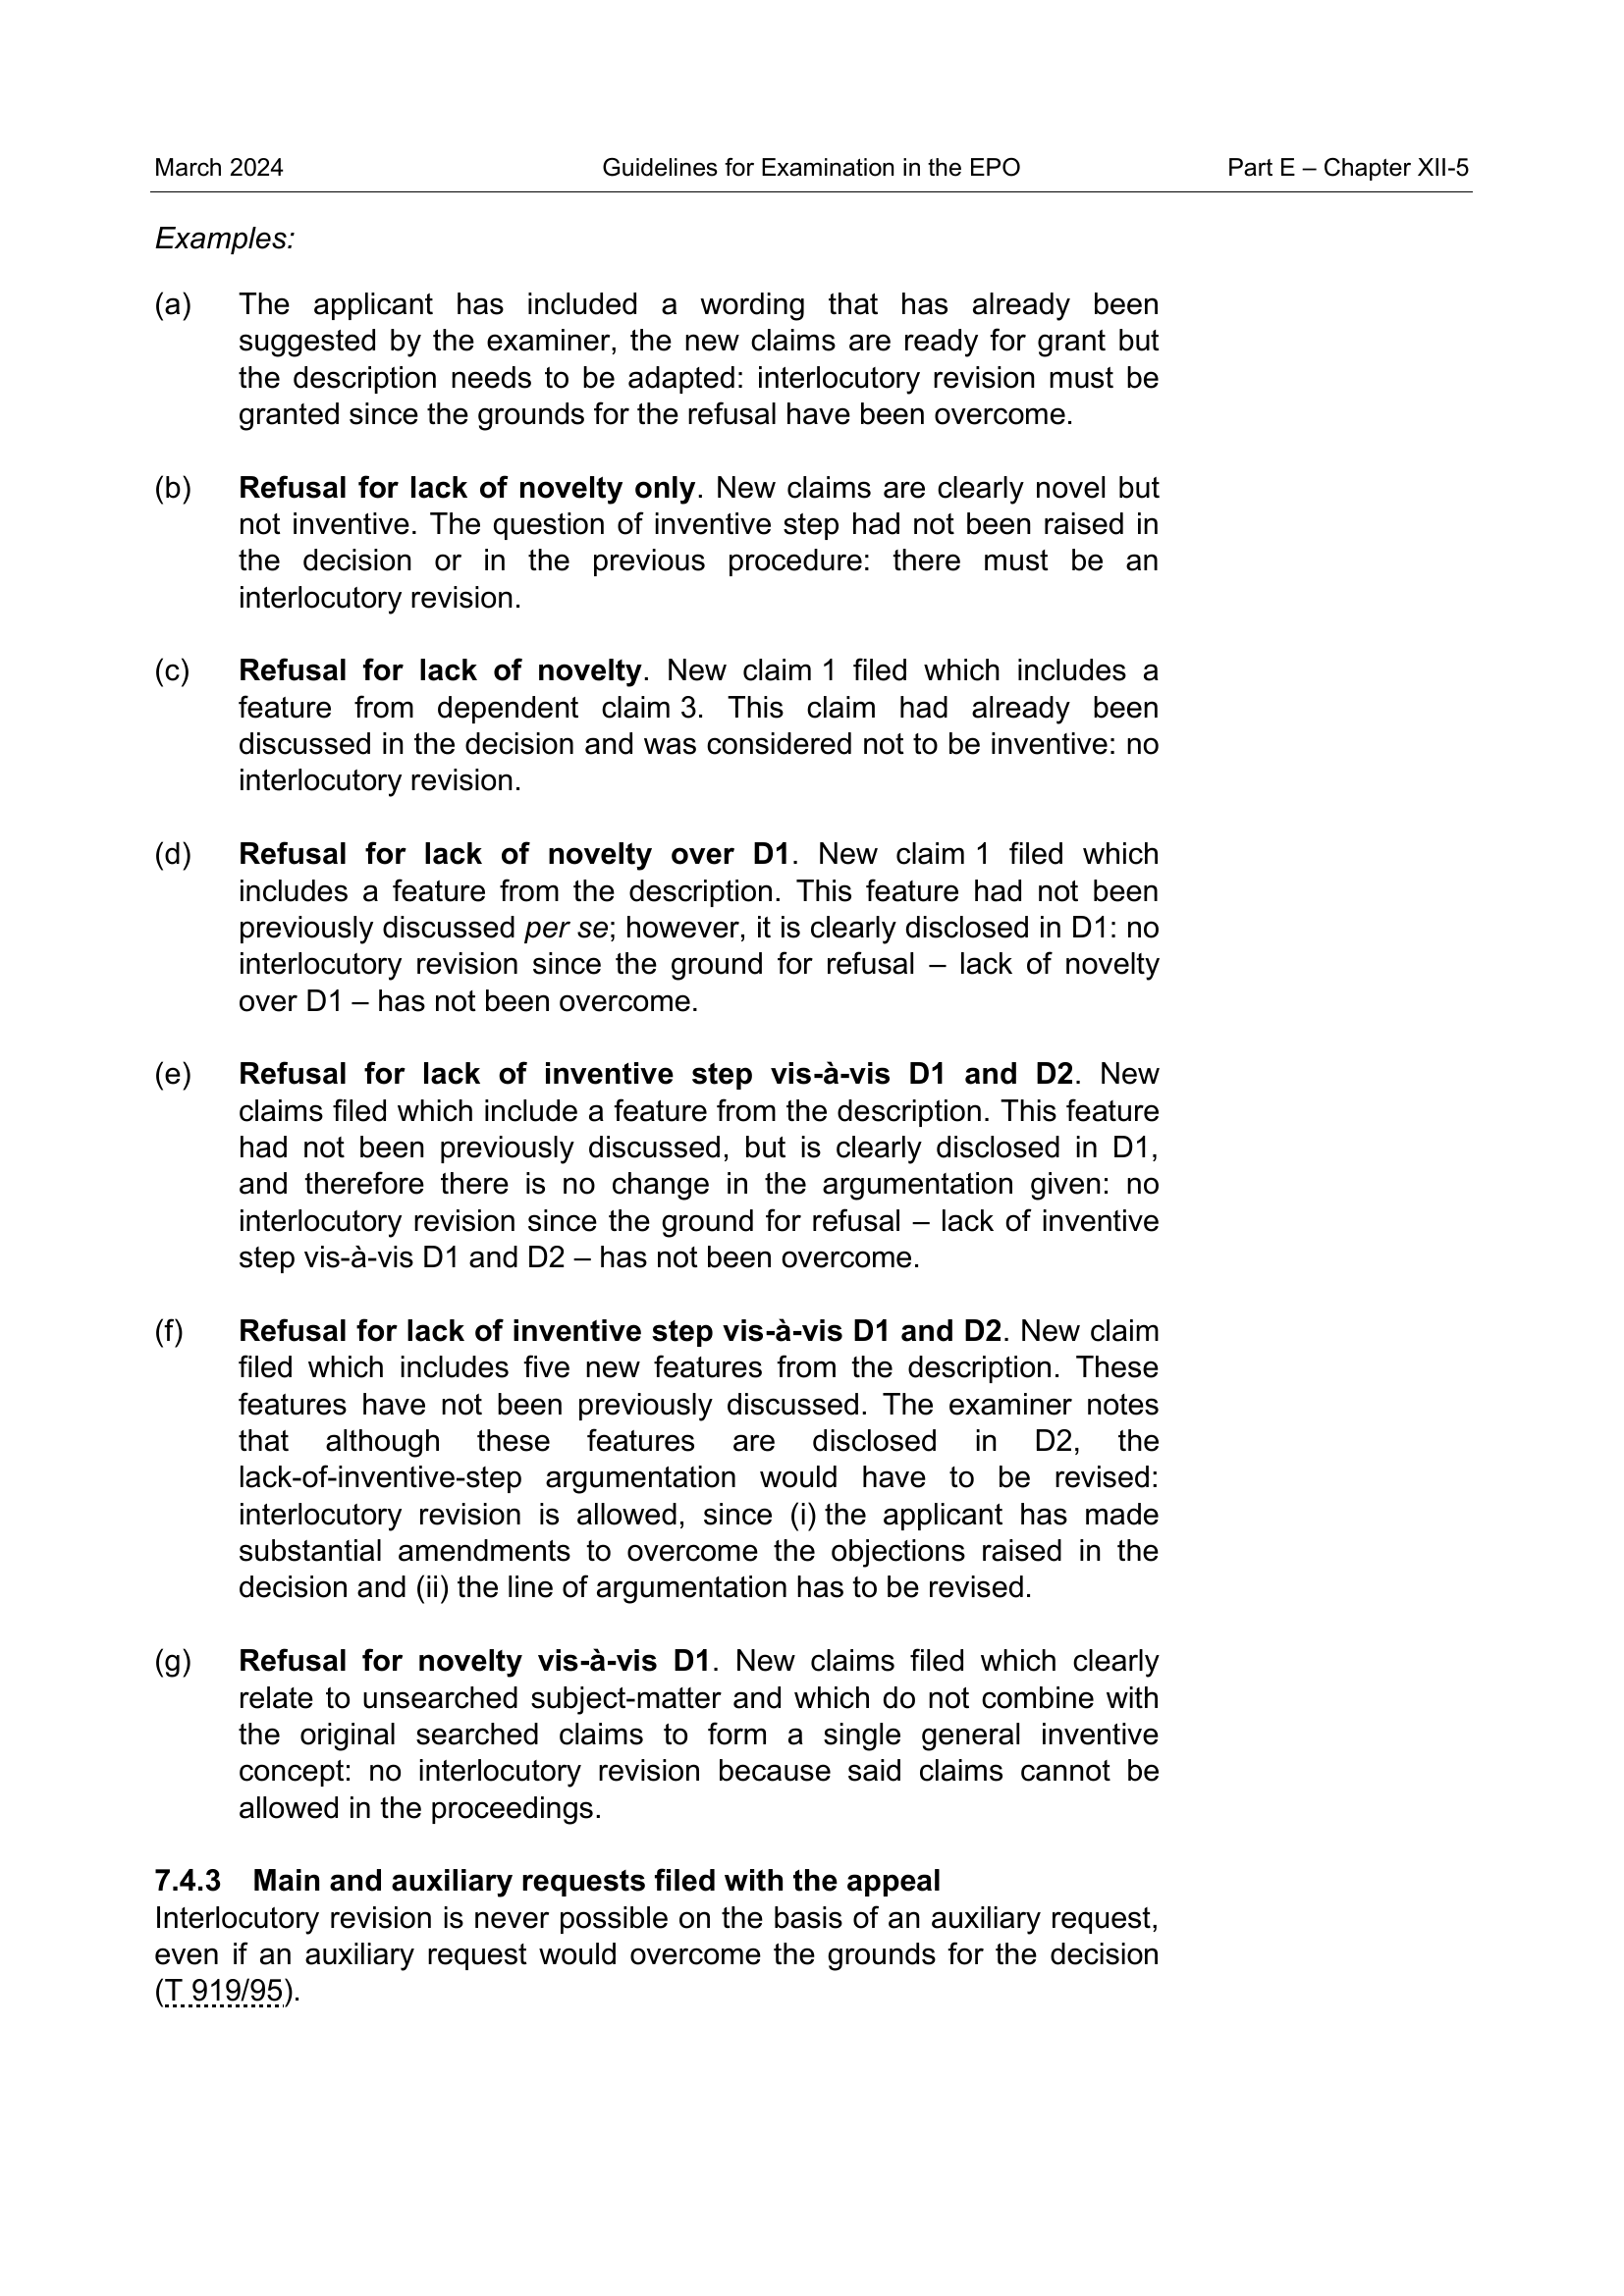 March 2024 Guidelines for Examination in the EPO Part E – Chapter XII-5
Examples:
(a) The applicant has included a wording that has already been
suggested by the examiner, the new claims are ready for grant but
the description needs to be adapted: interlocutory revision must be
granted since the grounds for the refusal have been overcome.
(b) Refusal for lack of novelty only. New claims are clearly novel but
not inventive. The question of inventive step had not been raised in
the decision or in the previous procedure: there must be an
interlocutory revision.
(c) Refusal for lack of novelty. New claim 1 filed which includes a
feature from dependent claim 3. This claim had already been
discussed in the decision and was considered not to be inventive: no
interlocutory revision.
(d) Refusal for lack of novelty over D1. New claim 1 filed which
includes a feature from the description. This feature had not been
previously discussed per se; however, it is clearly disclosed in D1: no
interlocutory revision since the ground for refusal – lack of novelty
over D1 – has not been overcome.
(e) Refusal for lack of inventive step vis-à-vis D1 and D2. New
claims filed which include a feature from the description. This feature
had not been previously discussed, but is clearly disclosed in D1,
and therefore there is no change in the argumentation given: no
interlocutory revision since the ground for refusal – lack of inventive
step vis-à-vis D1 and D2 – has not been overcome.
(f) Refusal for lack of inventive step vis-à-vis D1 and D2. New claim
filed which includes five new features from the description. These
features have not been previously discussed. The examiner notes
that although these features are disclosed in D2, the
lack-of-inventive-step argumentation would have to be revised:
interlocutory revision is allowed, since (i) the applicant has made
substantial amendments to overcome the objections raised in the
decision and (ii) the line of argumentation has to be revised.
(g) Refusal for novelty vis-à-vis D1. New claims filed which clearly
relate to unsearched subject-matter and which do not combine with
the original searched claims to form a single general inventive
concept: no interlocutory revision because said claims cannot be
allowed in the proceedings.
7.4.3 Main and auxiliary requests filed with the appeal
Interlocutory revision is never possible on the basis of an auxiliary request,
even if an auxiliary request would overcome the grounds for the decision
(T 919/95).